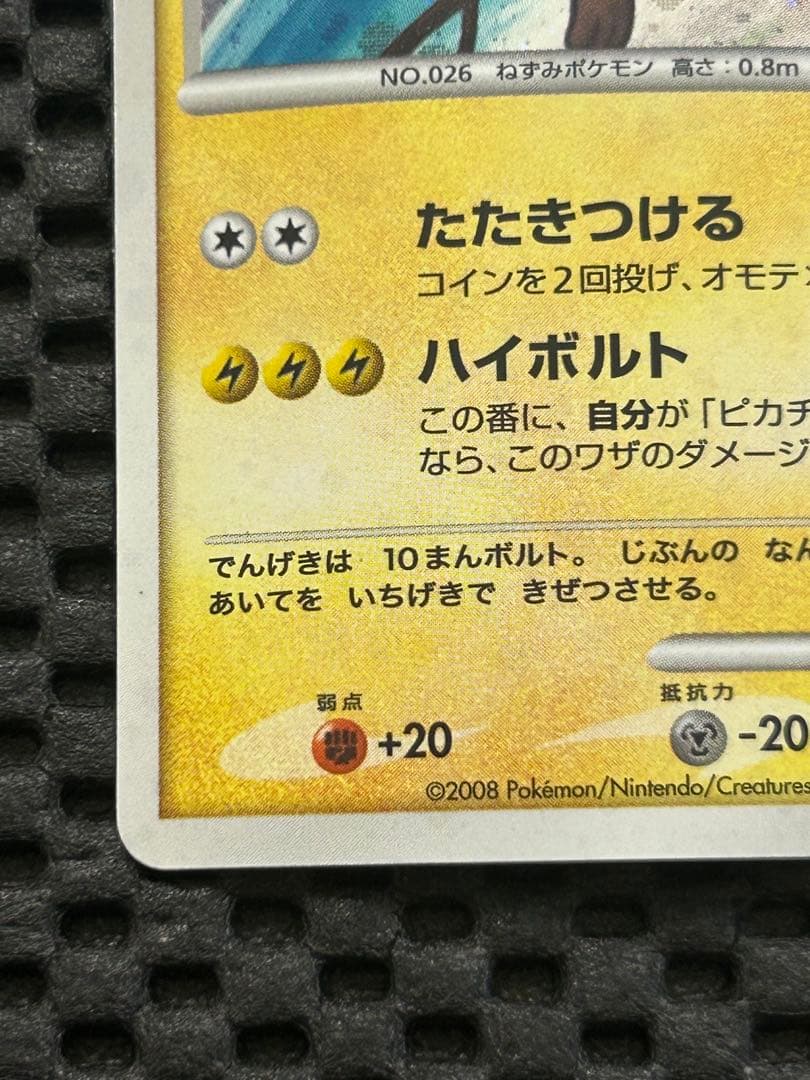 NO.026 ねずみポケモン 高さ：0.8m
たたきつける
コインを2回投げ、オモテ
ハイボルト
この番に、自分が「ピカチ
なら、このワザのダメージ
でんげきは 10まんボルト。 じぶんの なん
あいてを いちげきで きぜつさせる。
弱点 抵抗力
+20 -20
©2008 Pokémon/Nintendo/Creatures